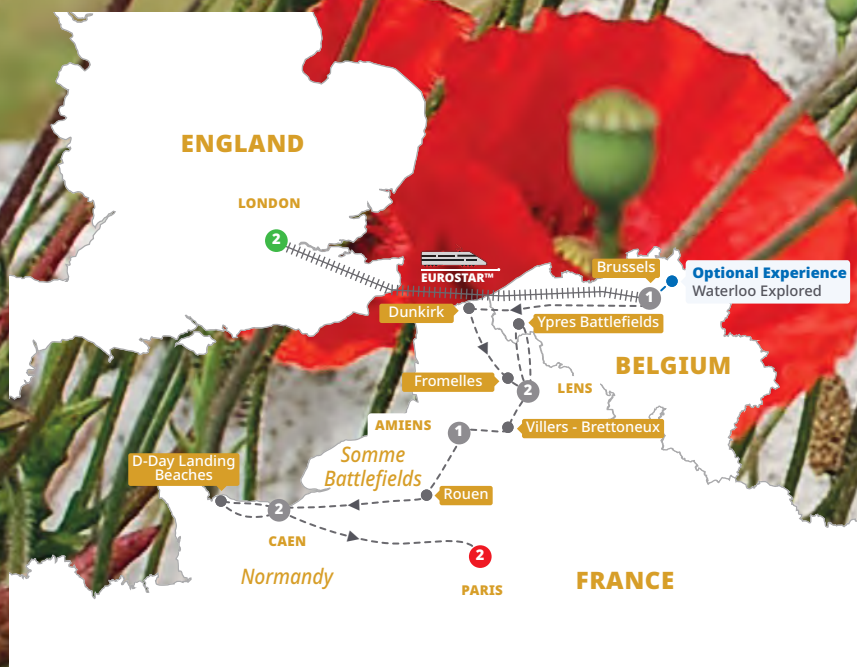 ENGLAND
LONDON
2
EUROSTAR™
Brussels
1
Optional Experience
Waterloo Explored
Dunkirk
Ypres Battlefields
BELGIUM
Fromelles
2
LENS
AMIENS
1
Villers - Brettoneux
Somme
Battlefields
D-Day Landing
Beaches
Rouen
2
CAEN
Normandy
2
PARIS
FRANCE